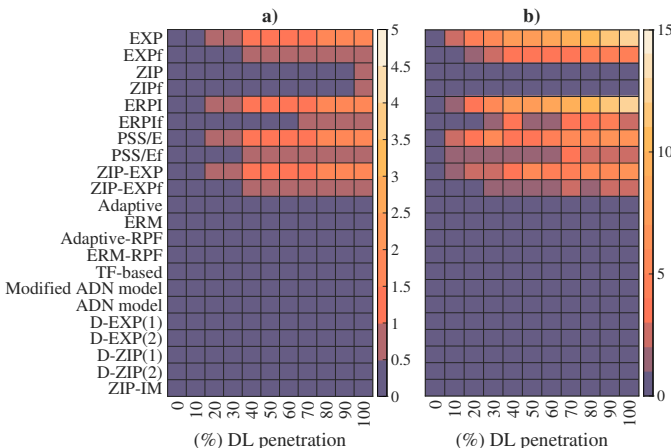 a)
b)
EXP
EXPf
ZIP
ZIPf
ERPI
ERPIf
PSS/E
PSS/Ef
ZIP-EXP
ZIP-EXPf
Adaptive
ERM
Adaptive-RPF
ERM-RPF
TF-based
Modified ADN model
ADN model
D-EXP(1)
D-EXP(2)
D-ZIP(1)
D-ZIP(2)
ZIP-IM
5
4.5
4
3.5
3
2.5
2
1.5
1
0.5
0
15
10
5
0
0 10 20 30 40 50 60 70 80 90 100
0 10 20 30 40 50 60 70 80 90 100
(%) DL penetration
(%) DL penetration